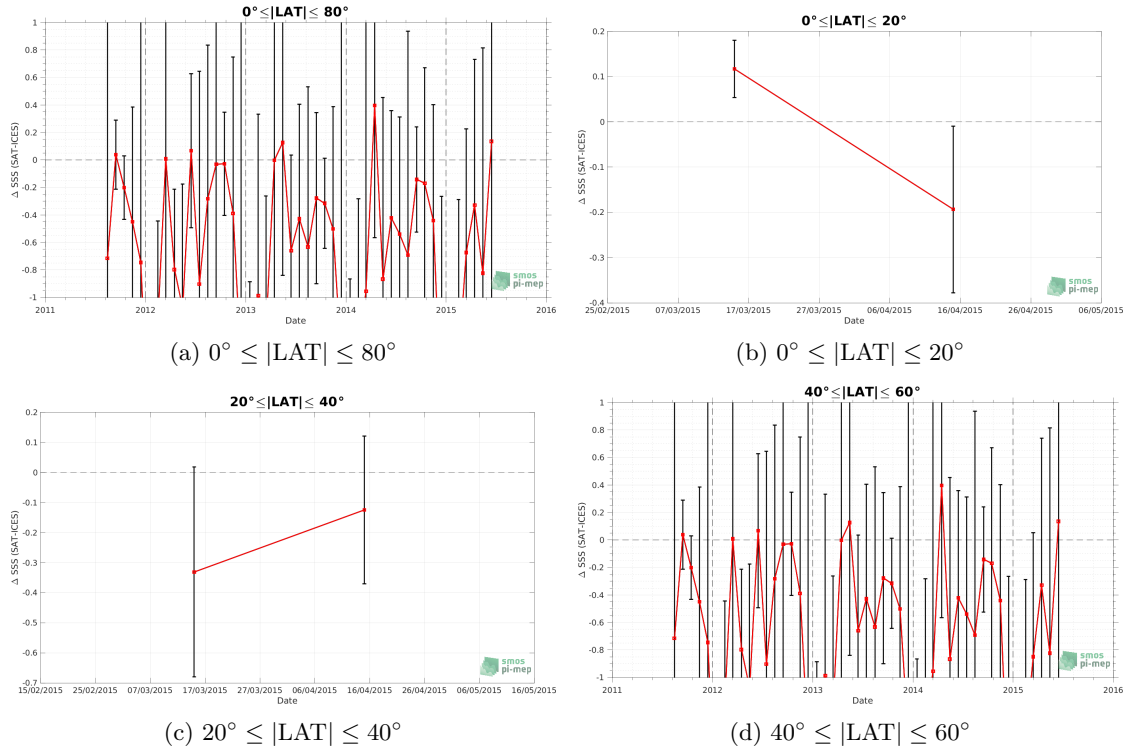 0°≤|LAT|≤ 80°
Δ SSS (SAT-ICES)
1
0.8
0.6
0.4
0.2
0
-0.2
-0.4
-0.6
-0.8
-1
2011 2012 2013 2014 2015 2016
Date
smos
pi-mep
(a) 0° ≤ |LAT| ≤ 80°
0°≤|LAT|≤ 20°
Δ SSS (SAT-ICES)
0.2
0.1
0
-0.1
-0.2
-0.3
-0.4
25/02/2015 07/03/2015 17/03/2015 27/03/2015 06/04/2015 16/04/2015 26/04/2015 06/05/2015
Date
smos
pi-mep
(b) 0° ≤ |LAT| ≤ 20°
20°≤|LAT|≤ 40°
Δ SSS (SAT-ICES)
0.2
0.1
0
-0.1
-0.2
-0.3
-0.4
-0.5
-0.6
-0.7
15/02/2015 25/02/2015 07/03/2015 17/03/2015 27/03/2015 06/04/2015 16/04/2015 26/04/2015 06/05/2015 16/05/2015
Date
smos
pi-mep
(c) 20° ≤ |LAT| ≤ 40°
40°≤|LAT|≤ 60°
Δ SSS (SAT-ICES)
1
0.8
0.6
0.4
0.2
0
-0.2
-0.4
-0.6
-0.8
-1
2011 2012 2013 2014 2015 2016
Date
smos
pi-mep
(d) 40° ≤ |LAT| ≤ 60°